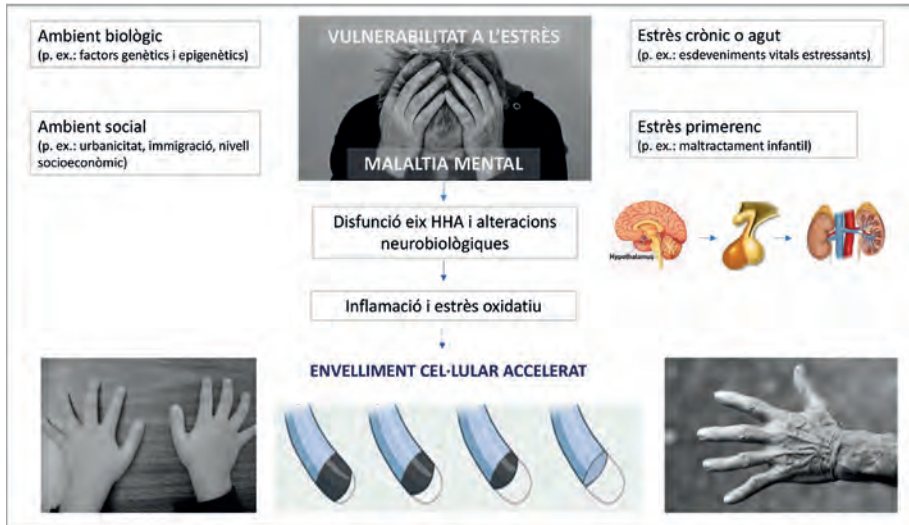 Ambient biològic
(p. ex.: factors genètics i epigenètics)
VULNERABILITAT A L'ESTRÈS
Estrès crònic o agut
(p. ex.: esdeveniments vitals estressants)
Ambient social
(p. ex.: urbanicitat, immigració, nivell
socioeconòmic)
MALALTIA MENTAL
Estrès primerenc
(p. ex.: maltractament infantil)
Disfunció eix HHA i alteracions
neurobiològiques
Hypothalamus
Inflamació i estrès oxidatiu
ENVELLIMENT CEL·LULAR ACCELERAT